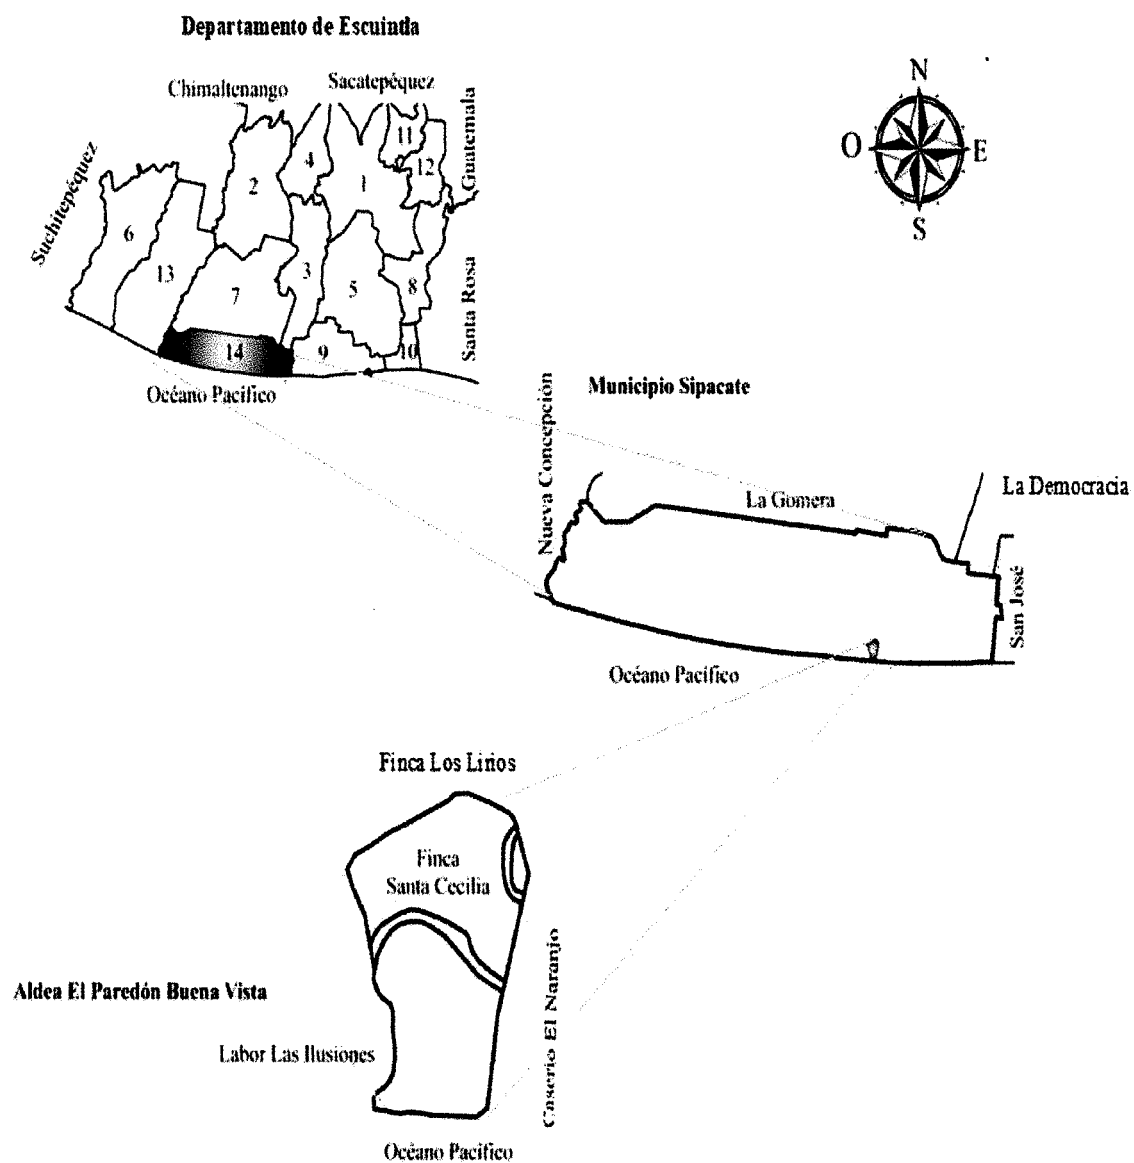 Departamento de Escuintla
Chimaltenango
Sacatepéquez
Guatemala
Suchitepéquez
Santa Rosa
11
4
12
2
1
6
13
3
5
8
7
14
9
10
Océano Pacífico
N
O
E
S
Municipio Sipacate
Nueva Concepción
La Gomera
La Democracia
San José
Océano Pacífico
Finca Los Lirios
Finca
Santa Cecilia
Aldea El Paredón Buena Vista
Labor Las Ilusiones
Caserio El Naranjo
Océano Pacífico